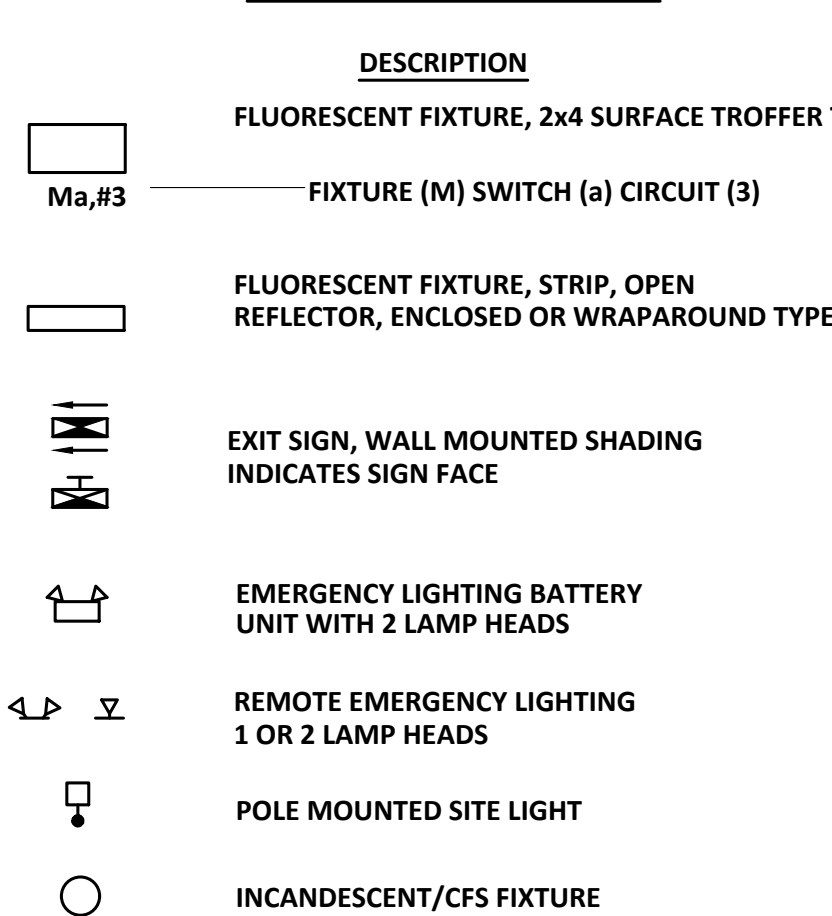 DESCRIPTION
FLUORESCENT FIXTURE, 2x4 SURFACE TROFFER
Ma,#3
FIXTURE (M) SWITCH (a) CIRCUIT (3)
FLUORESCENT FIXTURE, STRIP, OPEN
REFLECTOR, ENCLOSED OR WRAPAROUND TYPE
EXIT SIGN, WALL MOUNTED SHADING
INDICATES SIGN FACE
EMERGENCY LIGHTING BATTERY
UNIT WITH 2 LAMP HEADS
REMOTE EMERGENCY LIGHTING
1 OR 2 LAMP HEADS
POLE MOUNTED SITE LIGHT
INCANDESCENT/CFS FIXTURE